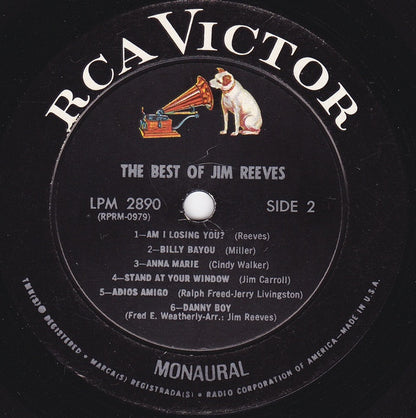 RCA VICTOR
THE BEST OF JIM REEVES
LPM 2890
(RPRM-0979)
SIDE 2
1—AM I LOSING YOU? (Reeves)
2—BILLY BAYOU (Miller)
3—ANNA MARIE (Cindy Walker)
4—STAND AT YOUR WINDOW (Jim Carroll)
5—ADIOS AMIGO (Ralph Freed-Jerry Livingston)
6—DANNY BOY
(Fred E. Weatherly-Arr.: Jim Reeves)
MONAURAL
TMK(S) ® REGISTERED • MARCA(S) REGISTRADA(S) • RADIO CORPORATION OF AMERICA—MADE IN U.S.A.